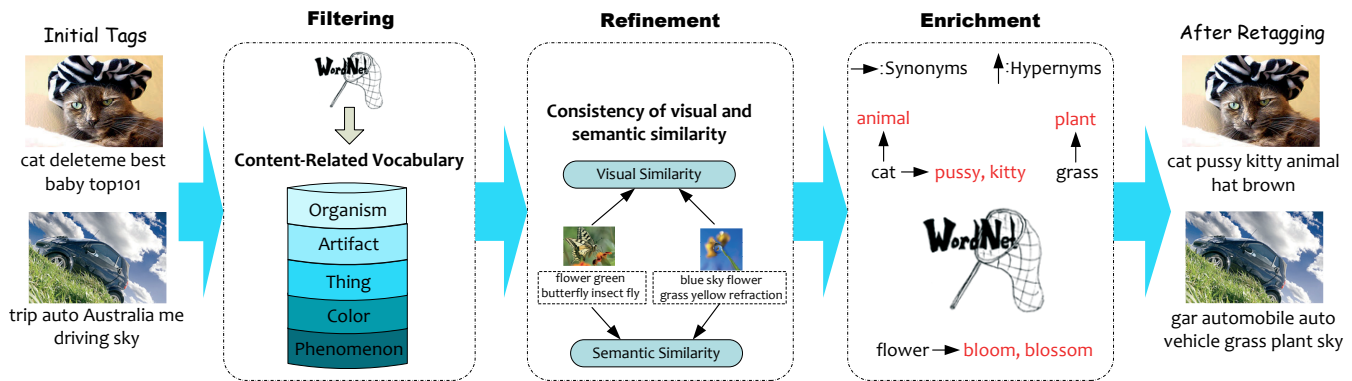 Initial Tags
cat deleteme best
baby top101
trip auto Australia me
driving sky
Filtering
WordNet
Content-Related Vocabulary
Organism
Artifact
Thing
Color
Phenomenon
Refinement
Consistency of visual and
semantic similarity
Visual Similarity
flower green
butterfly insect fly
blue sky flower
grass yellow refraction
Semantic Similarity
Enrichment
:Synonyms :Hypernyms
animal plant
cat pussy, kitty grass
WordNet
flower bloom, blossom
After Retagging
cat pussy kitty animal
hat brown
gar automobile auto
vehicle grass plant sky